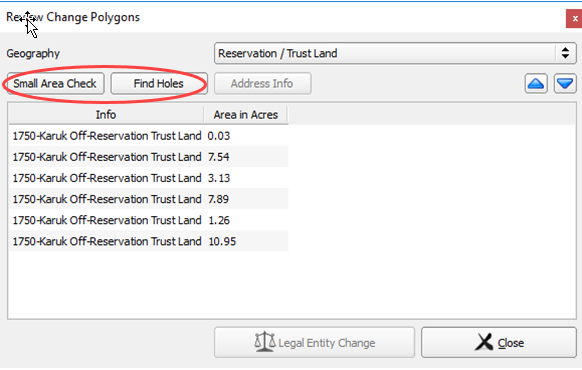 Review Change Polygons
x
Geography Reservation / Trust Land
Small Area Check Find Holes Address Info
Info Area in Acres
1750-Karuk Off-Reservation Trust Land 0.03
1750-Karuk Off-Reservation Trust Land 7.54
1750-Karuk Off-Reservation Trust Land 3.13
1750-Karuk Off-Reservation Trust Land 7.89
1750-Karuk Off-Reservation Trust Land 1.26
1750-Karuk Off-Reservation Trust Land 10.95
Legal Entity Change Close